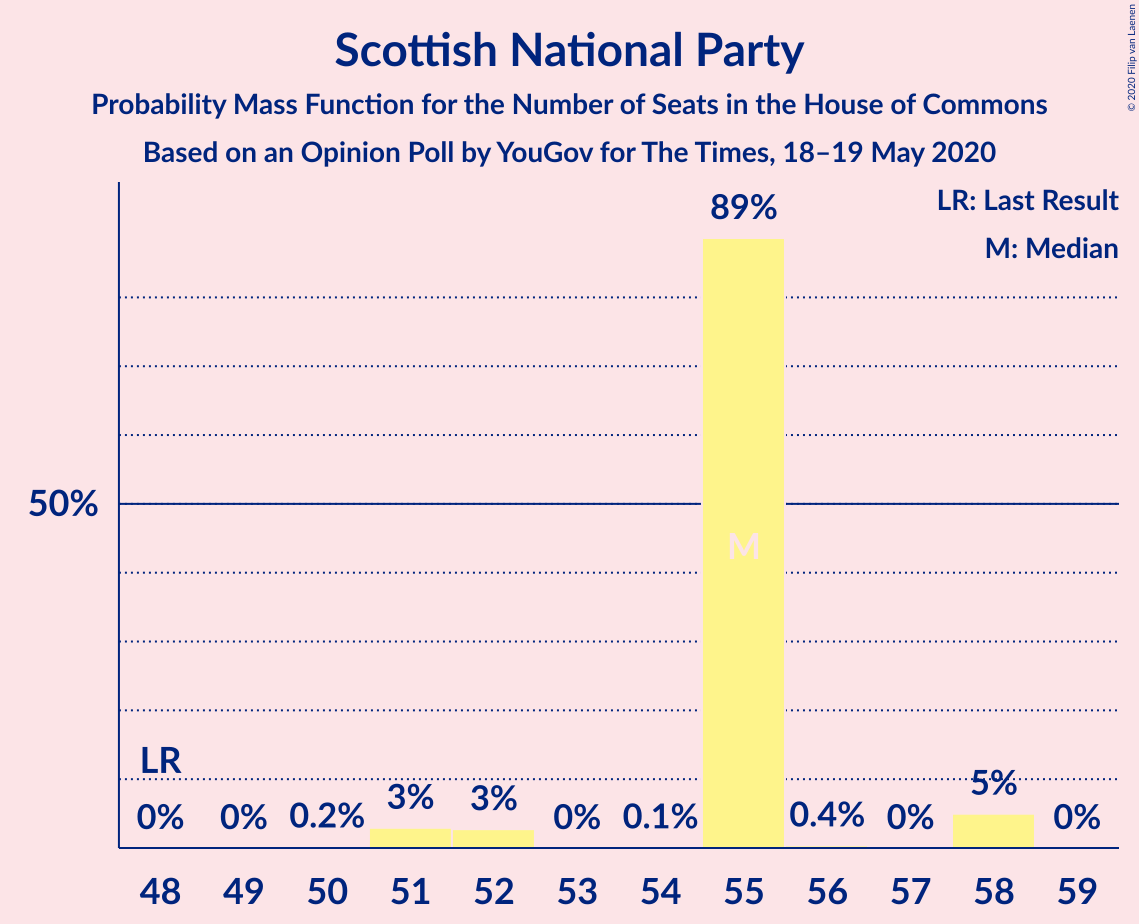 Scottish National Party
Probability Mass Function for the Number of Seats in the House of Commons
Based on an Opinion Poll by YouGov for The Times, 18–19 May 2020
© 2020 Filip van Laenen
LR: Last Result
M: Median
89%
50%
M
LR
0% 0% 0.2% 3% 3% 0% 0.1% 0.4% 0% 5% 0%
48 49 50 51 52 53 54 55 56 57 58 59